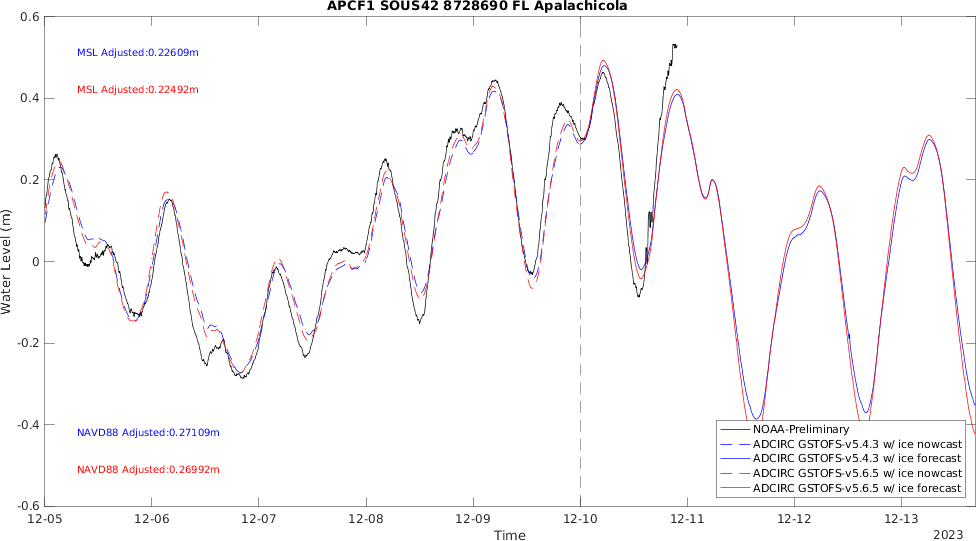 APCF1 SOUS42 8728690 FL Apalachicola
0.6
0.4
0.2
0
-0.2
-0.4
-0.6
Water Level (m)
MSL Adjusted:0.22609m
MSL Adjusted:0.22492m
NAVD88 Adjusted:0.27109m
NAVD88 Adjusted:0.26992m
NOAA-Preliminary
ADCIRC GSTOFS-v5.4.3 w/ ice nowcast
ADCIRC GSTOFS-v5.4.3 w/ ice forecast
ADCIRC GSTOFS-v5.6.5 w/ ice nowcast
ADCIRC GSTOFS-v5.6.5 w/ ice forecast
12-05 12-06 12-07 12-08 12-09 12-10 12-11 12-12 12-13
Time
2023